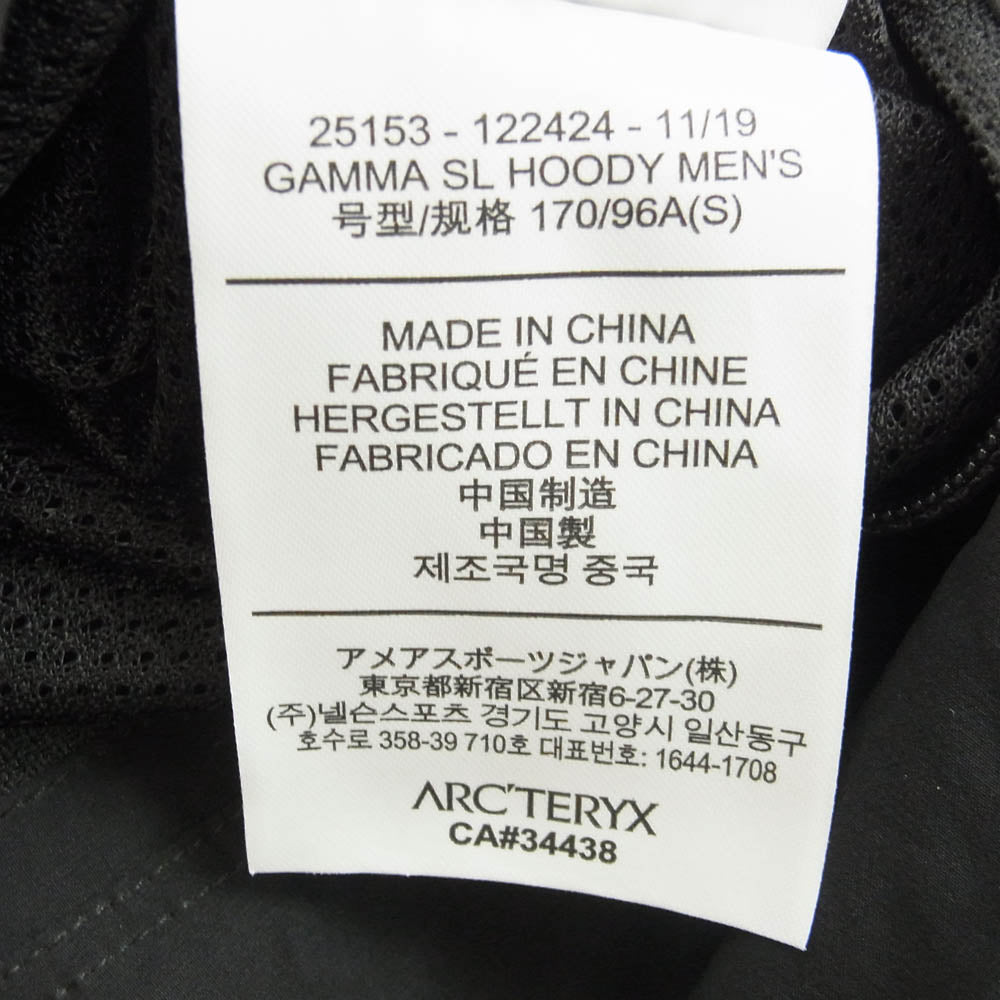 25153 - 122424 - 11/19
GAMMA SL HOODY MEN'S
号型/规格 170/96A(S)
MADE IN CHINA
FABRIQUÉ EN CHINE
HERGESTELLT IN CHINA
FABRICADO EN CHINA
中国制造
中国製
제조국명 중국
アメアスポーツジャパン(株)
東京都新宿区新宿6-27-30
(주)넬슨스포츠 경기도 고양시 일산동구
호수로 358-39 710호 대표번호: 1644-1708
ARC'TERYX
CA#34438